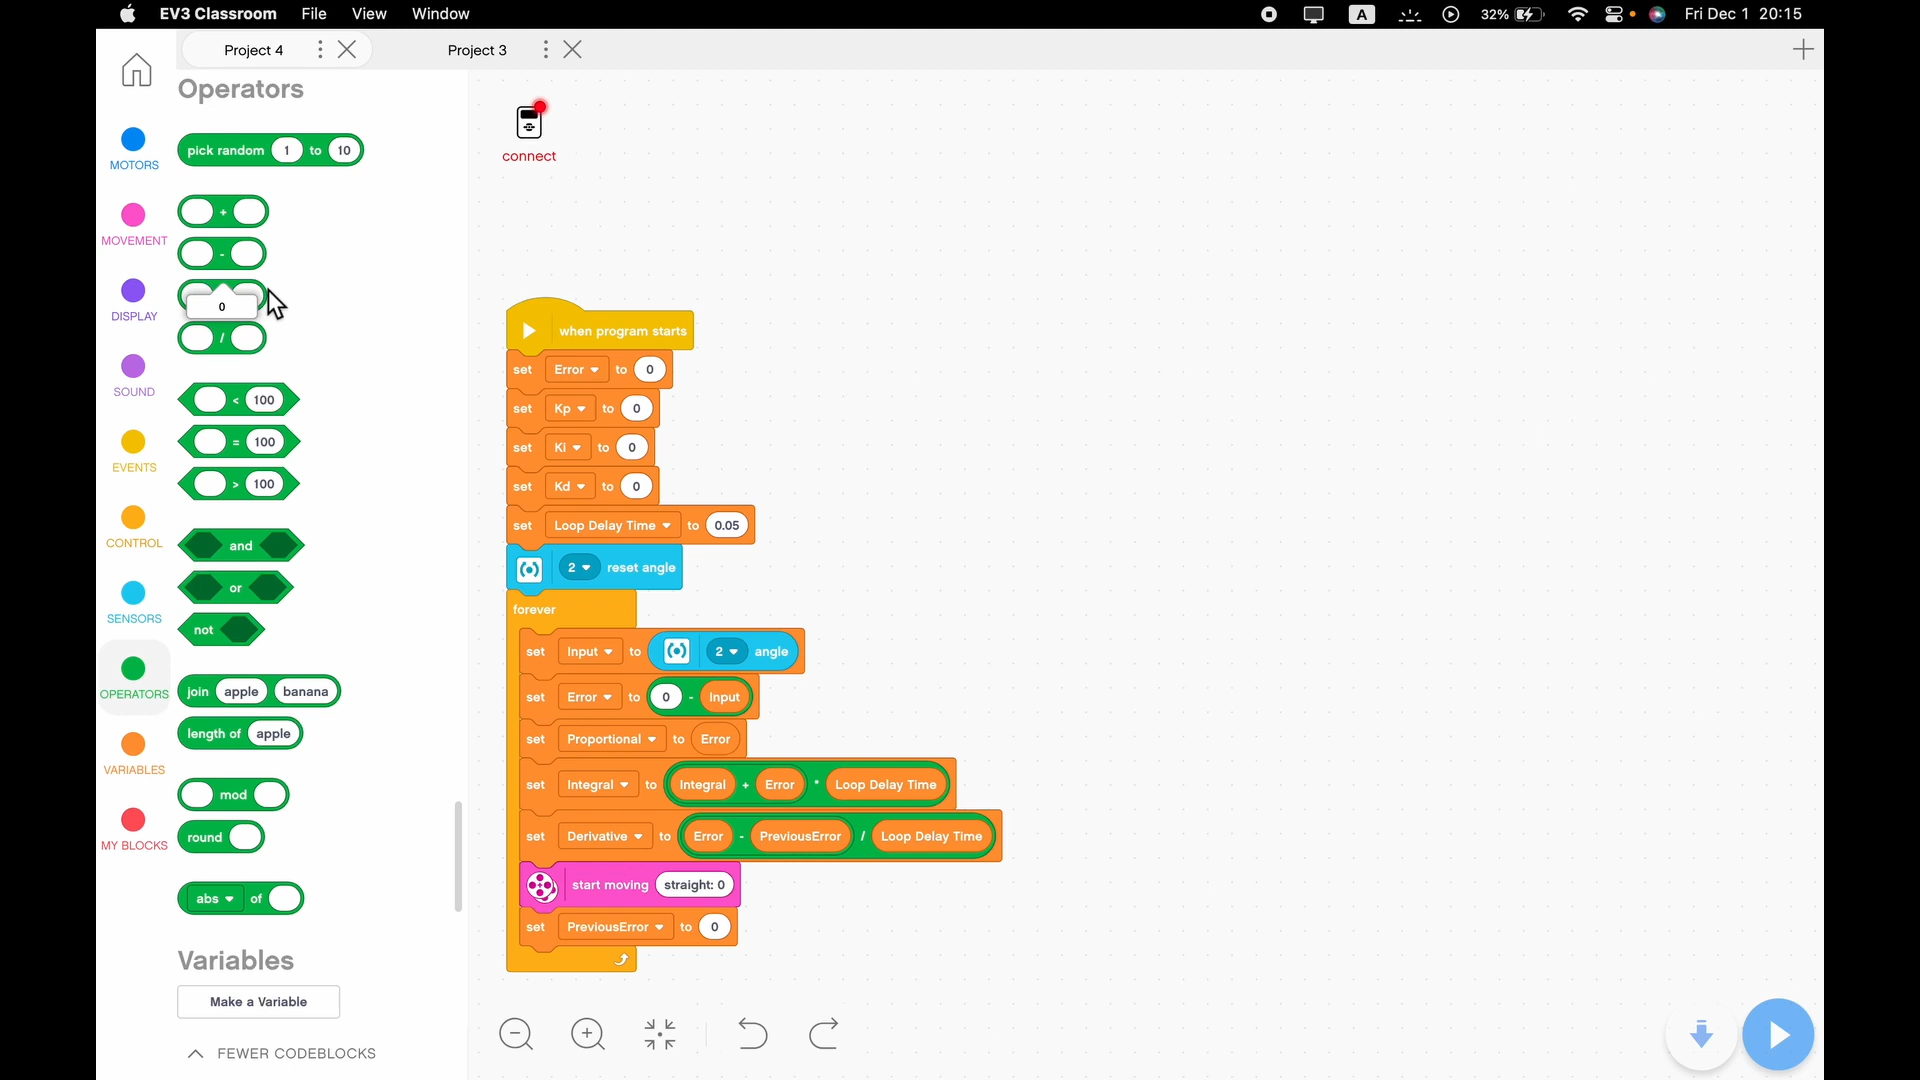 EV3 Classroom File View Window A 32% Fri Dec 1 20:15
Project 4 Project 3
Operators
MOTORS
MOVEMENT
DISPLAY
SOUND
EVENTS
CONTROL
SENSORS
OPERATORS
VARIABLES
MY BLOCKS
pick random 1 to 10
+
-
0
/
< 100
= 100
> 100
and
or
not
join apple banana
length of apple
mod
round
abs of
Variables
Make a Variable
FEWER CODEBLOCKS
connect
when program starts
set Error to 0
set Kp to 0
set Ki to 0
set Kd to 0
set Loop Delay Time to 0.05
2 reset angle
forever
set Input to 2 angle
set Error to 0 - Input
set Proportional to Error
set Integral to Integral + Error * Loop Delay Time
set Derivative to Error - PreviousError / Loop Delay Time
start moving straight: 0
set PreviousError to 0